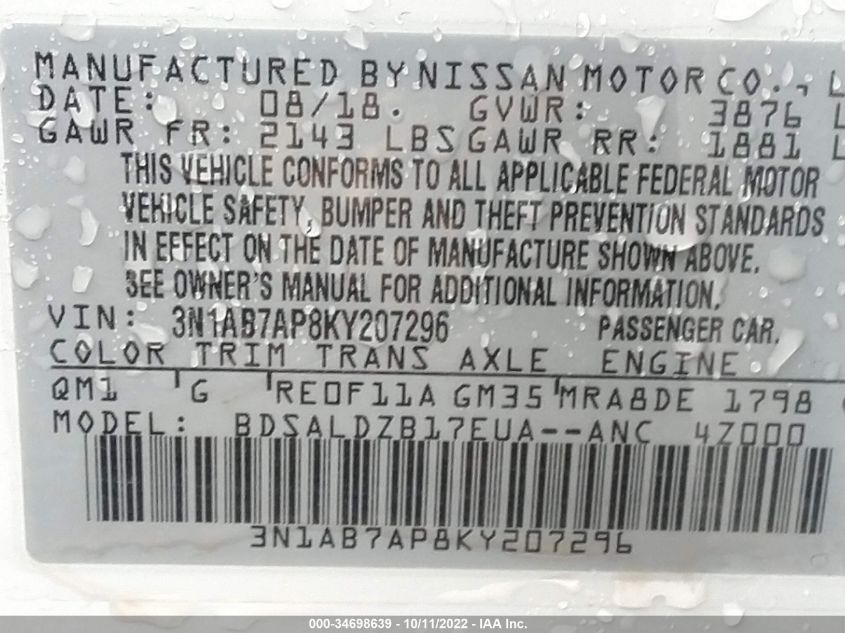 MANUFACTURED BY NISSAN MOTOR CO., L
DATE: 08/18. GVWR: 3876 L
GAWR FR: 2143 LBS GAWR RR: 1881 L
THIS VEHICLE CONFORMS TO ALL APPLICABLE FEDERAL MOTOR
VEHICLE SAFETY, BUMPER AND THEFT PREVENTION STANDARDS
IN EFFECT ON THE DATE OF MANUFACTURE SHOWN ABOVE.
SEE OWNER'S MANUAL FOR ADDITIONAL INFORMATION.
VIN: 3N1AB7AP8KY207296 PASSENGER CAR.
COLOR TRIM TRANS AXLE ENGINE
QM1 G RE0F11A GM35 MRA8DE 1798
MODEL: BDSALDZB17EUA--ANC 4Z000
3N1AB7AP8KY207296
000-34698639 - 10/11/2022 - IAA Inc.